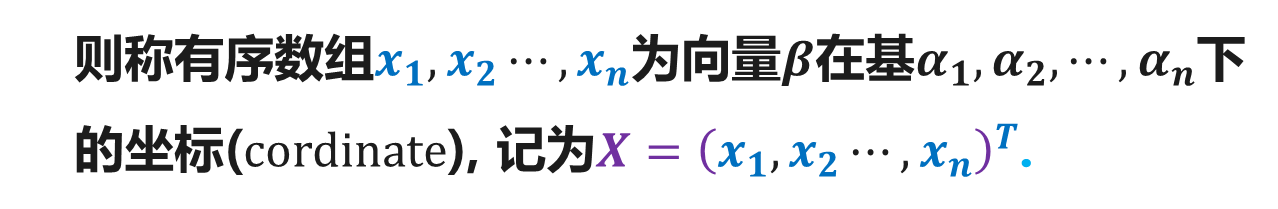 则称有序数组x₁, x₂ ⋯, xₙ为向量β在基α₁, α₂, ⋯, αₙ下
的坐标(cordinate), 记为X = (x₁, x₂ ⋯, xₙ)ᵀ.